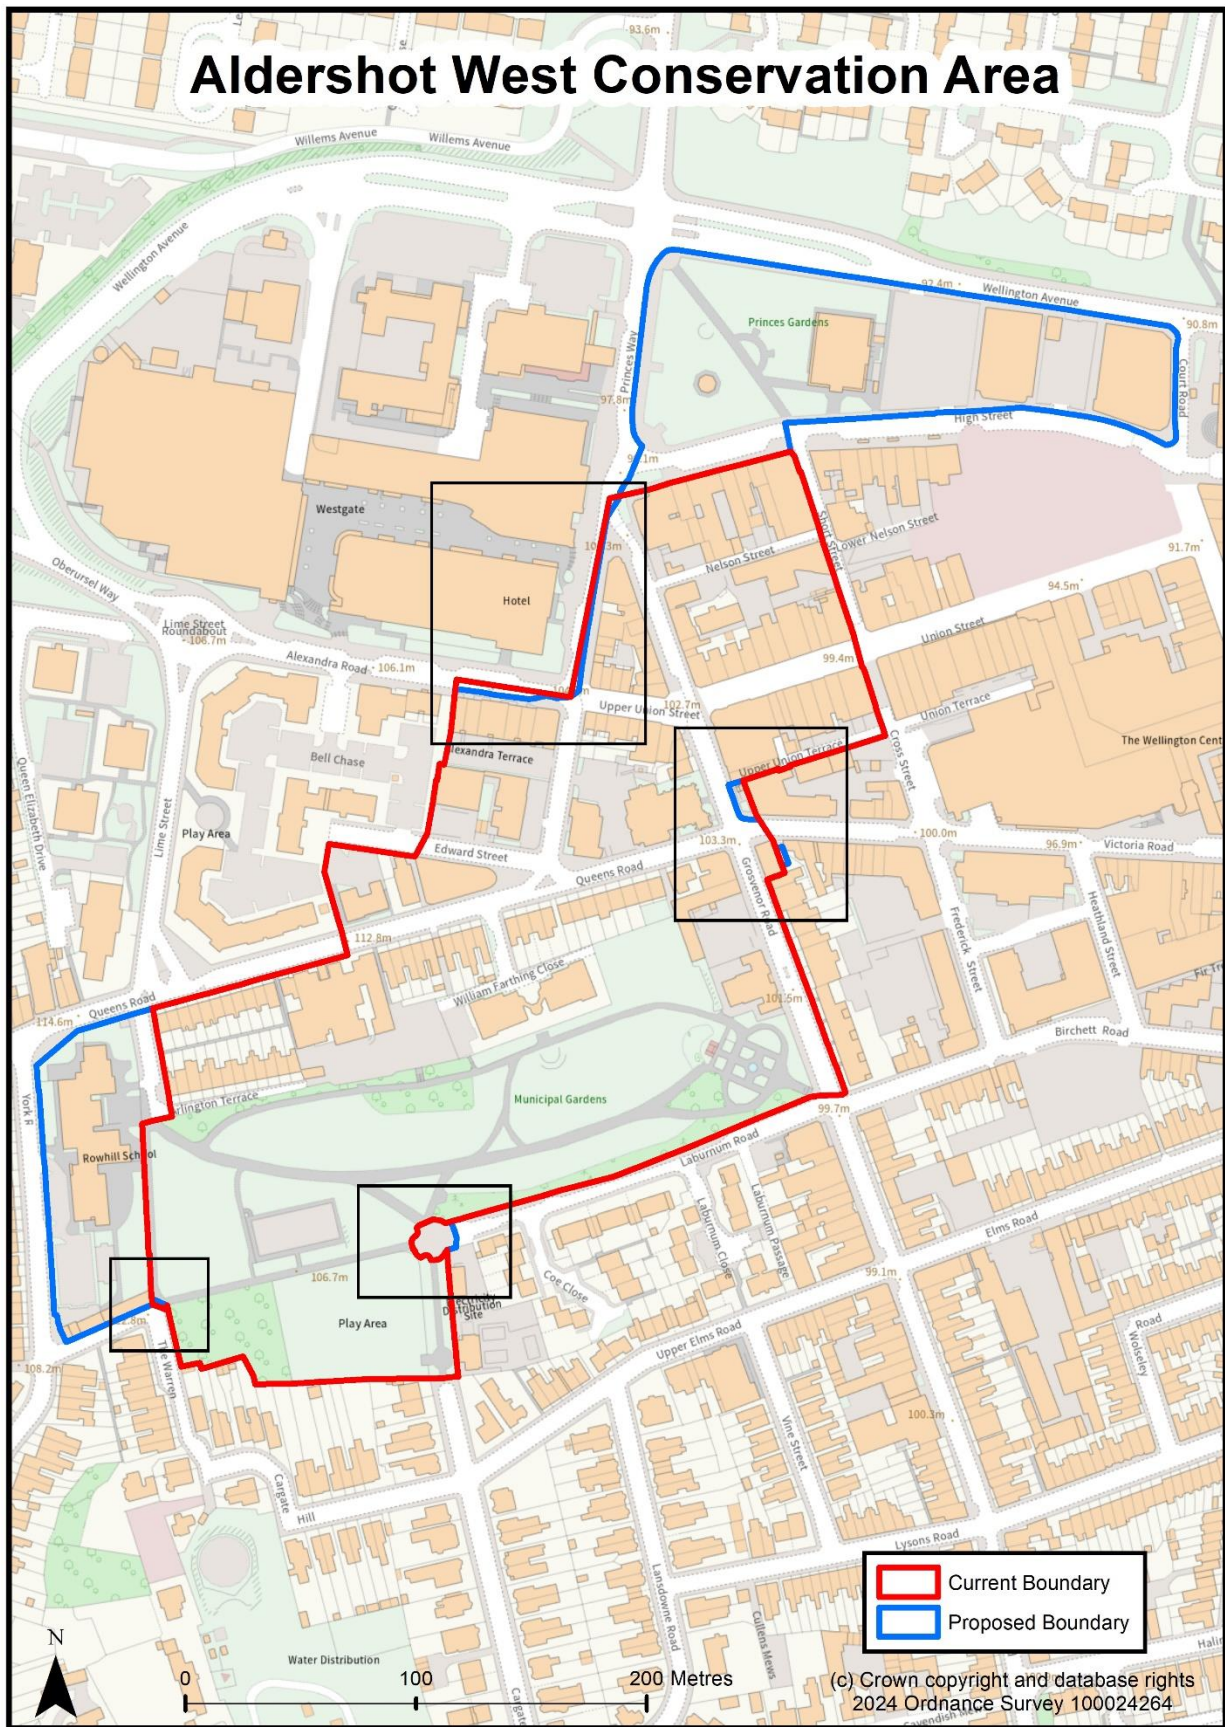 93.6m
Aldershot West Conservation Area
Willems Avenue
Willems Avenue
Wellington Avenue
92.4m
Wellington Avenue
90.8m
Princes Gardens
Princes Way
Court Road
97.8m
High Street
Westgate
Short Street
Lower Nelson Street
Nelson Street
91.7m
Oberursel Way
Hotel
94.5m
Lime Street
Roundabout
106.7m
Union Street
Alexandra Road
106.1m
99.4m
Upper Union Street
102.7m
Union Terrace
Alexandra Terrace
Bell Chase
Upper Union Terrace
Cross Street
The Wellington Cent
Queen Elizabeth Drive
Lime Street
Play Area
Edward Street
103.3m
100.0m
96.9m
Victoria Road
Queens Road
Grosvenor Road
Frederick Street
Heathland Street
112.8m
William Farthing Close
Fir Tr
101.5m
Queens Road
114.6m
Birchett Road
York R
rlington Terrace
Municipal Gardens
99.7m
Rowhill School
Laburnum Road
Laburnum Close
Laburnum Passage
Elms Road
106.7m
Coe Close
99.1m
Distribution
Site
Play Area
Upper Elms Road
The Warren
108.2m
Road
Wolseley
Vine Street
100.3m
Cargate
Hill
Lysons Road
Lansdowne Road
Cullens Mews
Current Boundary
Proposed Boundary
N
Water Distribution
0 100 200 Metres
Cargate
Halin
(c) Crown copyright and database rights
2024 Ordnance Survey 100024264
Cavendish Mew